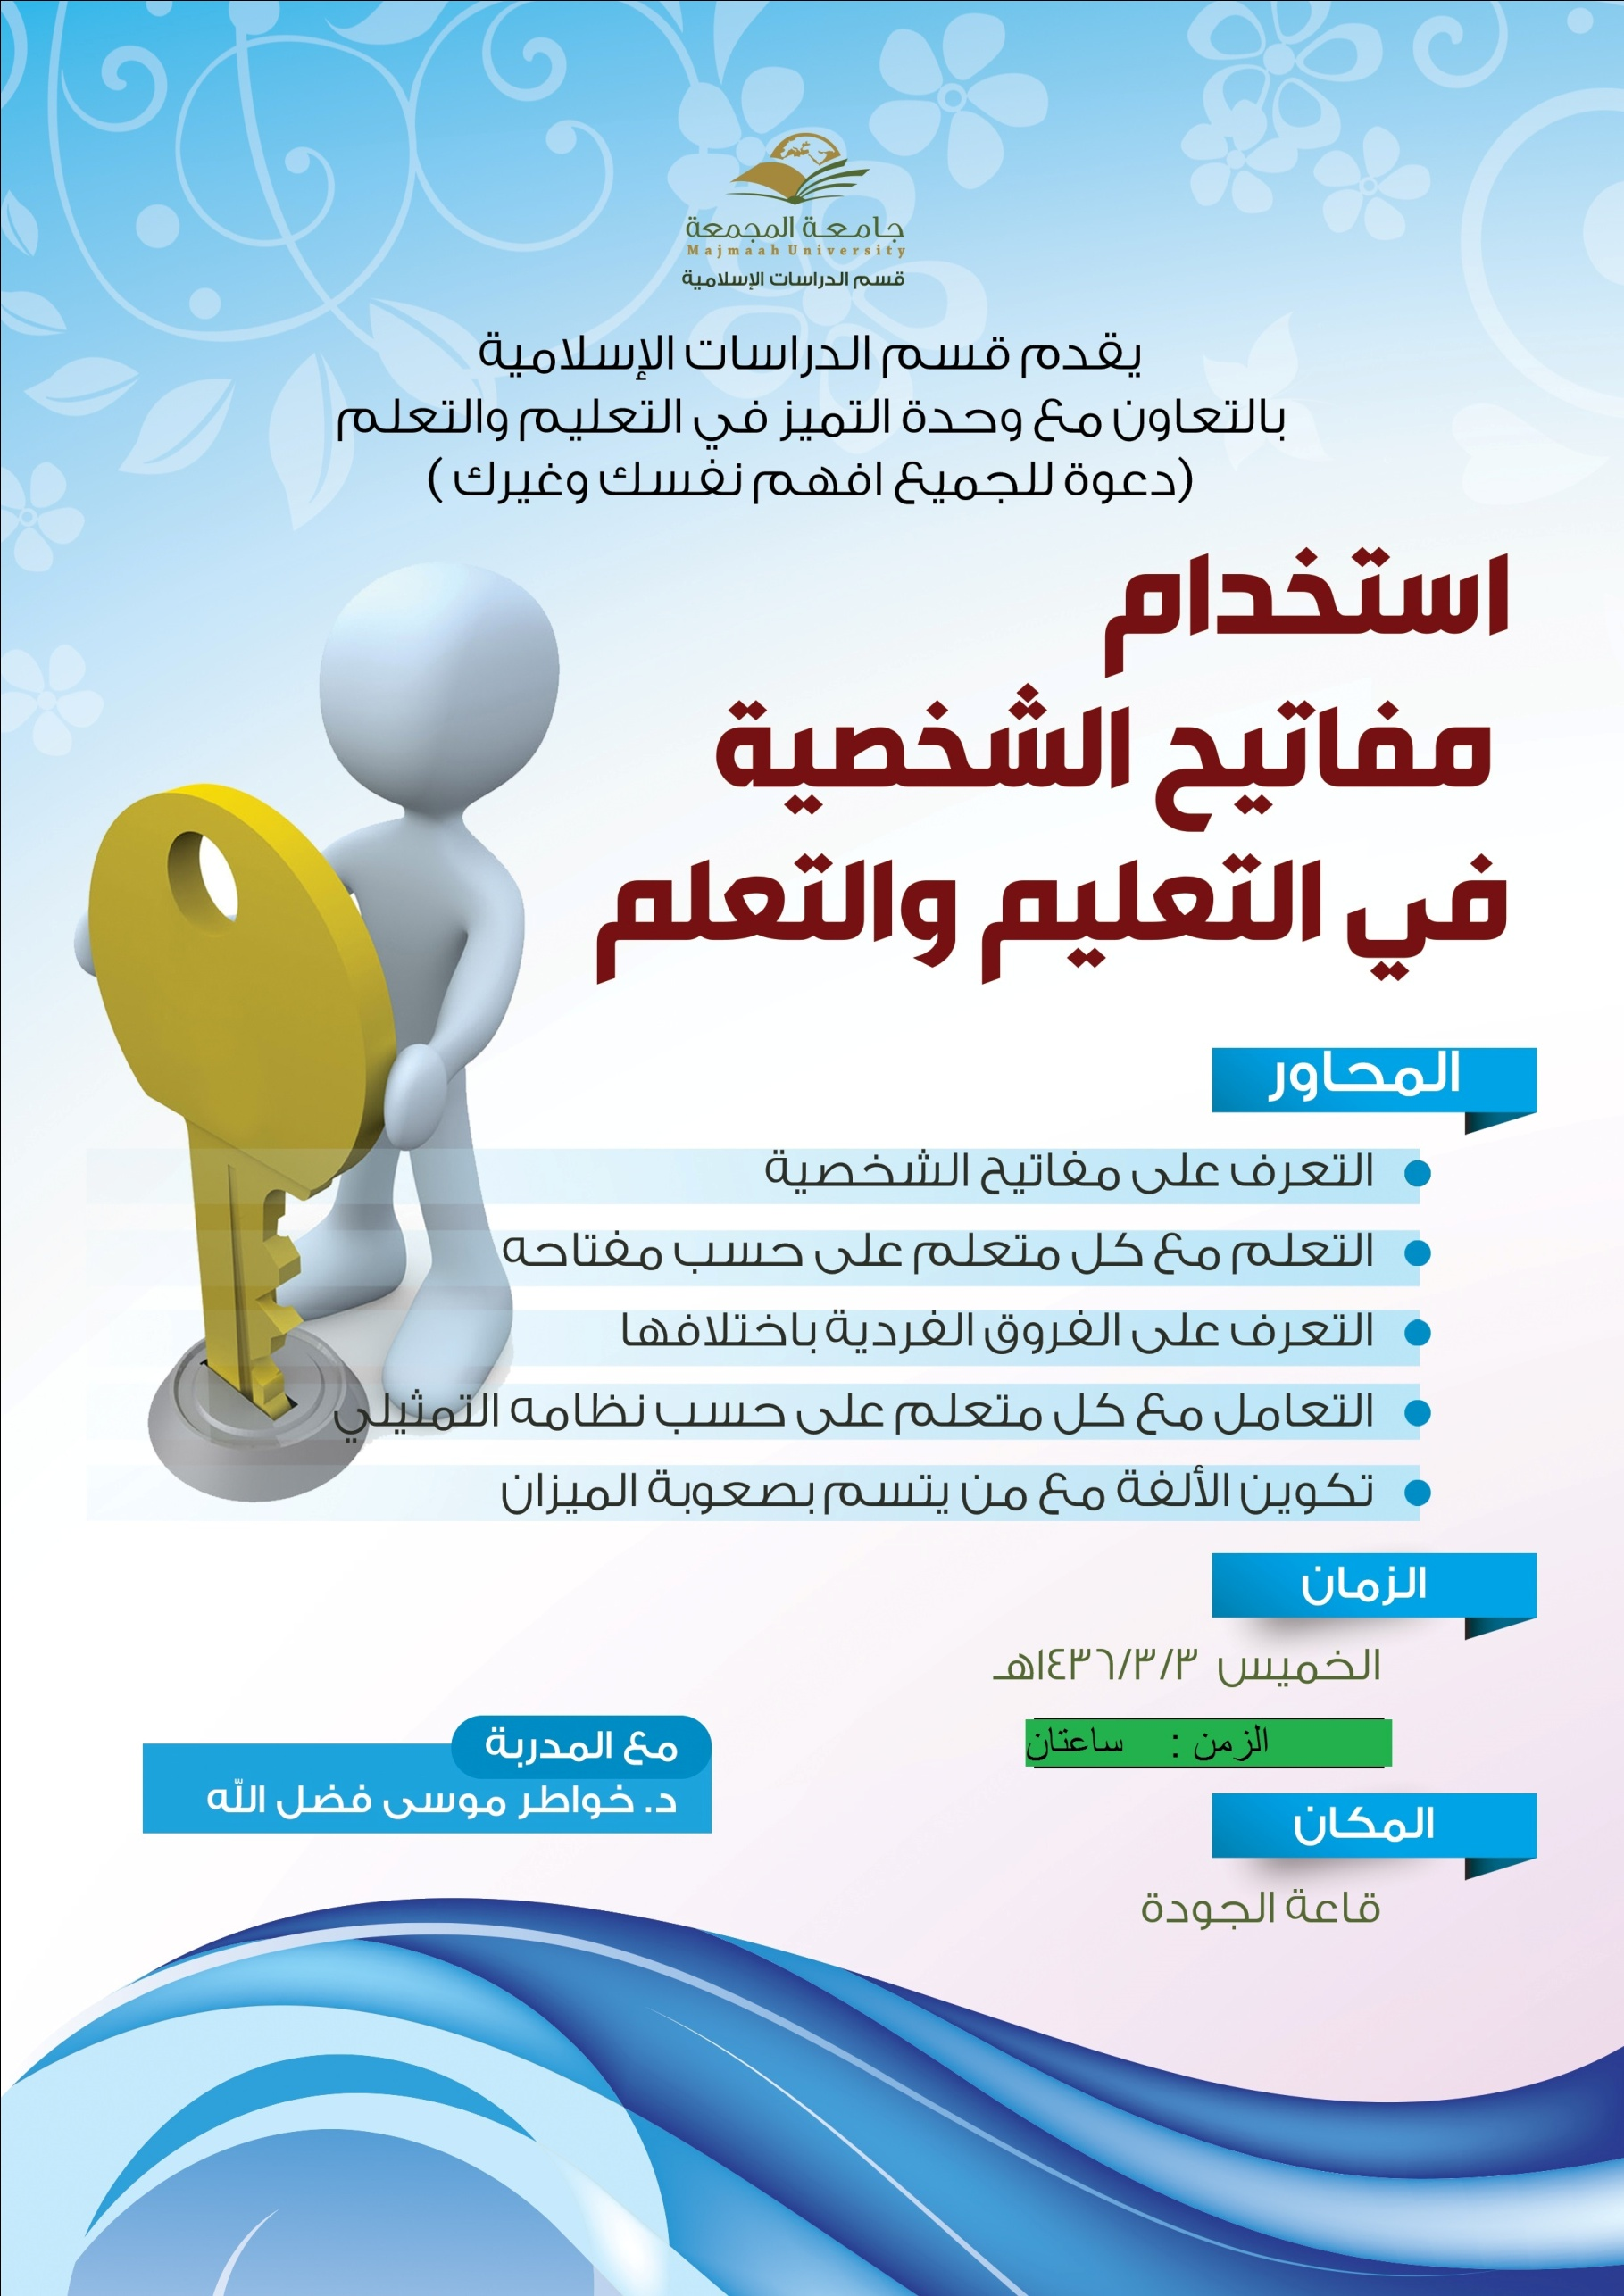 جامعة المجمعة
Majmaah University
قسم الدراسات الإسلامية
يقدم قسم الدراسات الإسلامية
بالتعاون مع وحدة التميز في التعليم والتعلم
(دعوة للجميع افهم نفسك وغيرك )
استخدام
مفاتيح الشخصية
في التعليم والتعلم
المحاور
التعرف على مفاتيح الشخصية
التعلم مع كل متعلم على حسب مفتاحه
التعرف على الفروق الفردية باختلافها
التعامل مع كل متعلم على حسب نظامه التمثيلي
تكوين الألفة مع من يتسم بصعوبة الميزان
الزمان
الخميس ١٤٣٦/٣/٣هـ
الزمن : ساعتان
مع المدربة
د. خواطر موسى فضل الله
المكان
قاعة الجودة